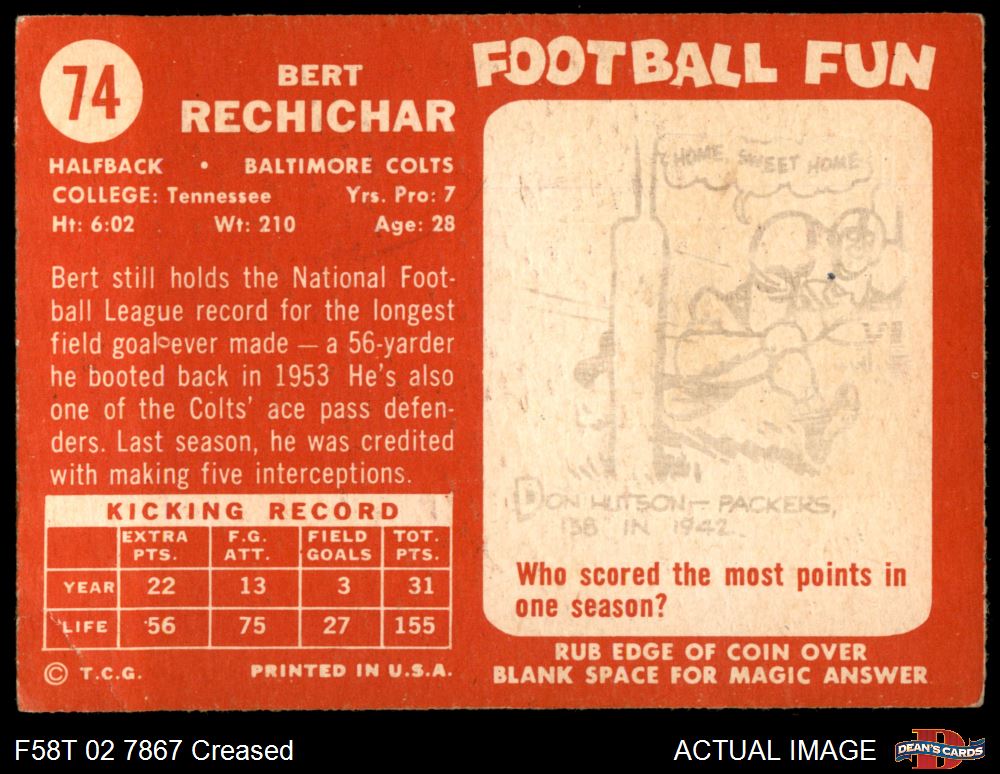 74
BERT
RECHICHAR
HALFBACK • BALTIMORE COLTS
COLLEGE: Tennessee Yrs. Pro: 7
Ht: 6:02 Wt: 210 Age: 28
Bert still holds the National Foot-
ball League record for the longest
field goal ever made — a 56-yarder
he booted back in 1953 He's also
one of the Colts' ace pass defen-
ders. Last season, he was credited
with making five interceptions.
KICKING RECORD
EXTRA PTS. F.G. ATT. FIELD GOALS TOT. PTS.
YEAR 22 13 3 31
LIFE 56 75 27 155
© T.C.G. PRINTED IN U.S.A.
FOOTBALL FUN
HOME, SWEET HOME
DON HUTSON— PACKERS,
138 IN 1942.
Who scored the most points in
one season?
RUB EDGE OF COIN OVER
BLANK SPACE FOR MAGIC ANSWER
F58T 02 7867 Creased
ACTUAL IMAGE
DEAN'S CARDS